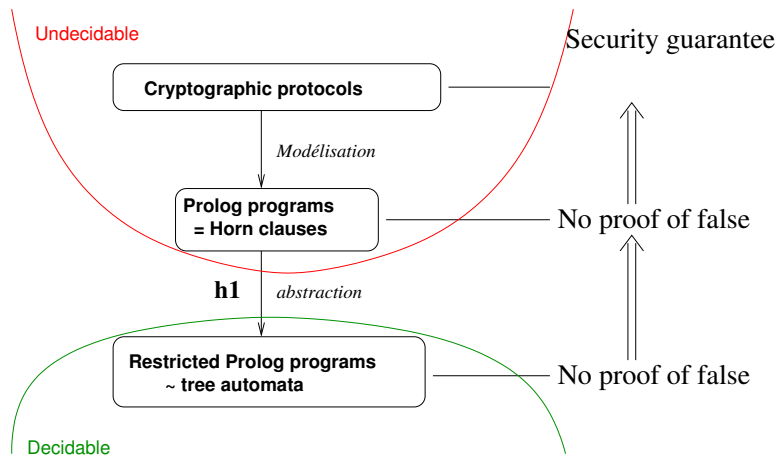 Undecidable
Security guarantee
Cryptographic protocols
Modélisation
Prolog programs
= Horn clauses
No proof of false
h1
abstraction
Restricted Prolog programs
~ tree automata
No proof of false
Decidable